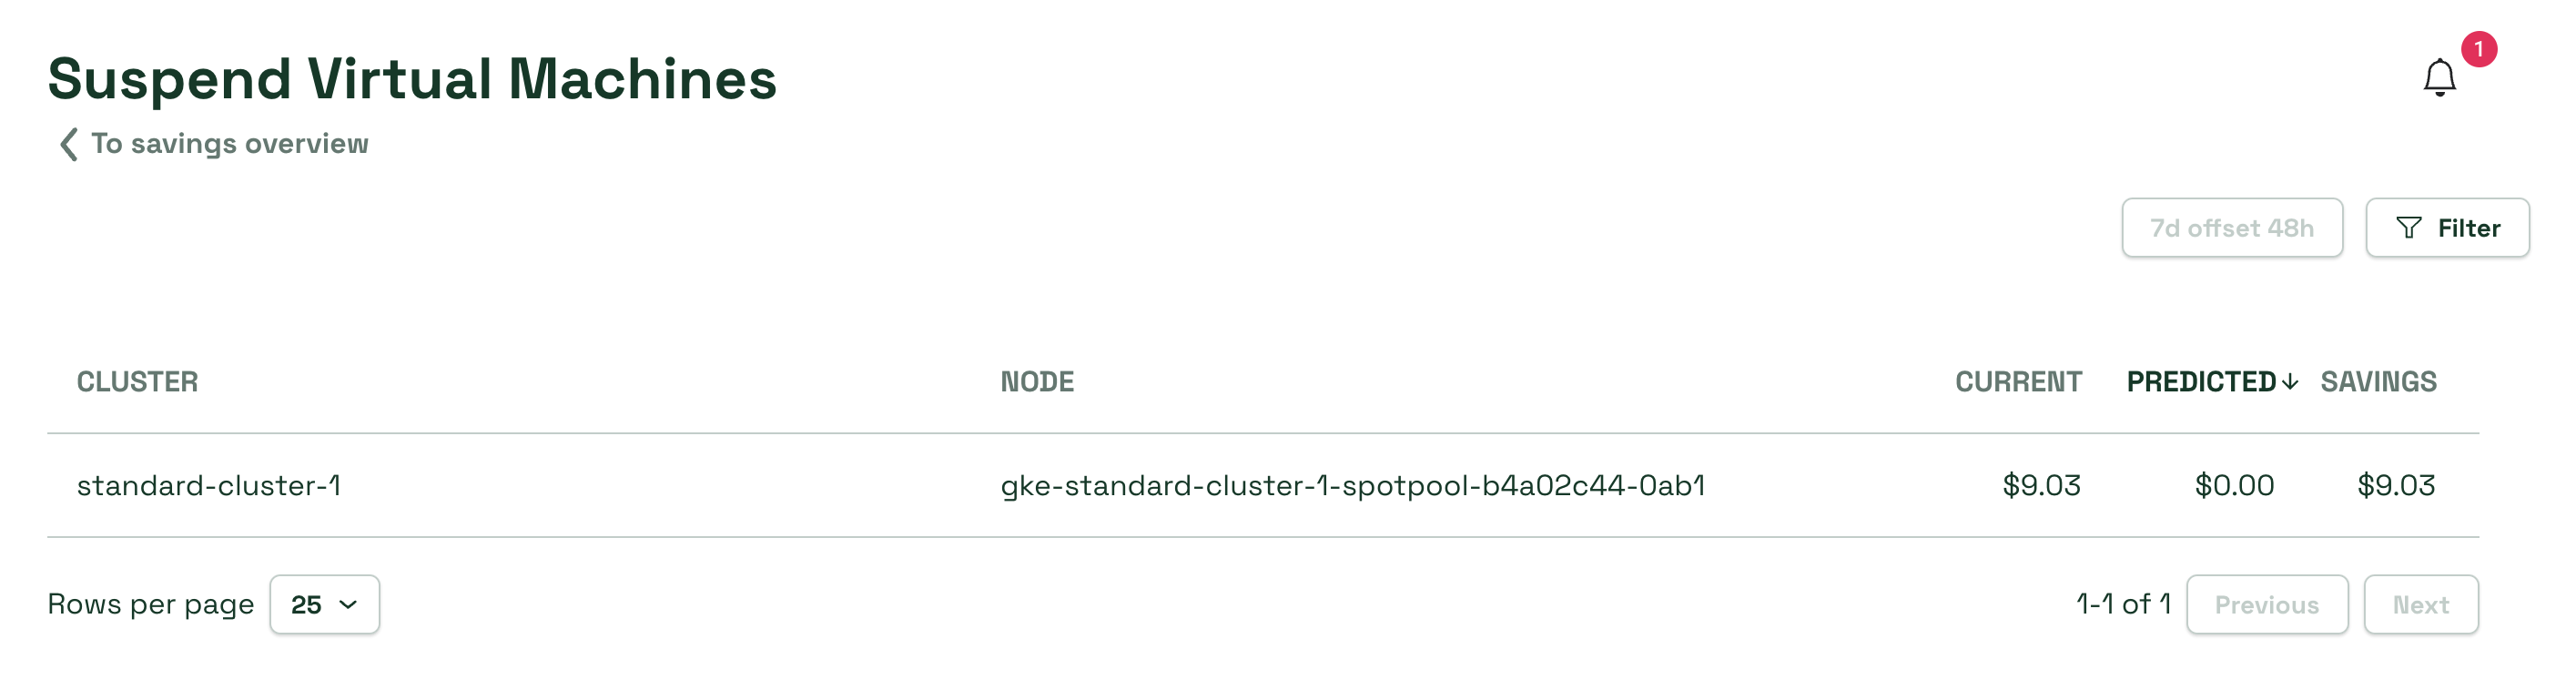 Suspend Virtual Machines
1
To savings overview
7d offset 48h Filter
CLUSTER NODE CURRENT PREDICTED SAVINGS
standard-cluster-1 gke-standard-cluster-1-spotpool-b4a02c44-0ab1 $9.03 $0.00 $9.03
Rows per page 25 1-1 of 1 Previous Next